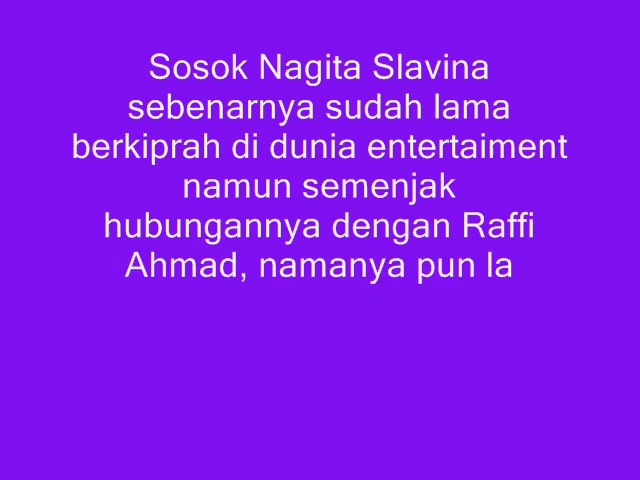 Sosok Nagita Slavina
sebenarnya sudah lama
berkiprah di dunia entertaiment
namun semenjak
hubungannya dengan Raffi
Ahmad, namanya pun la